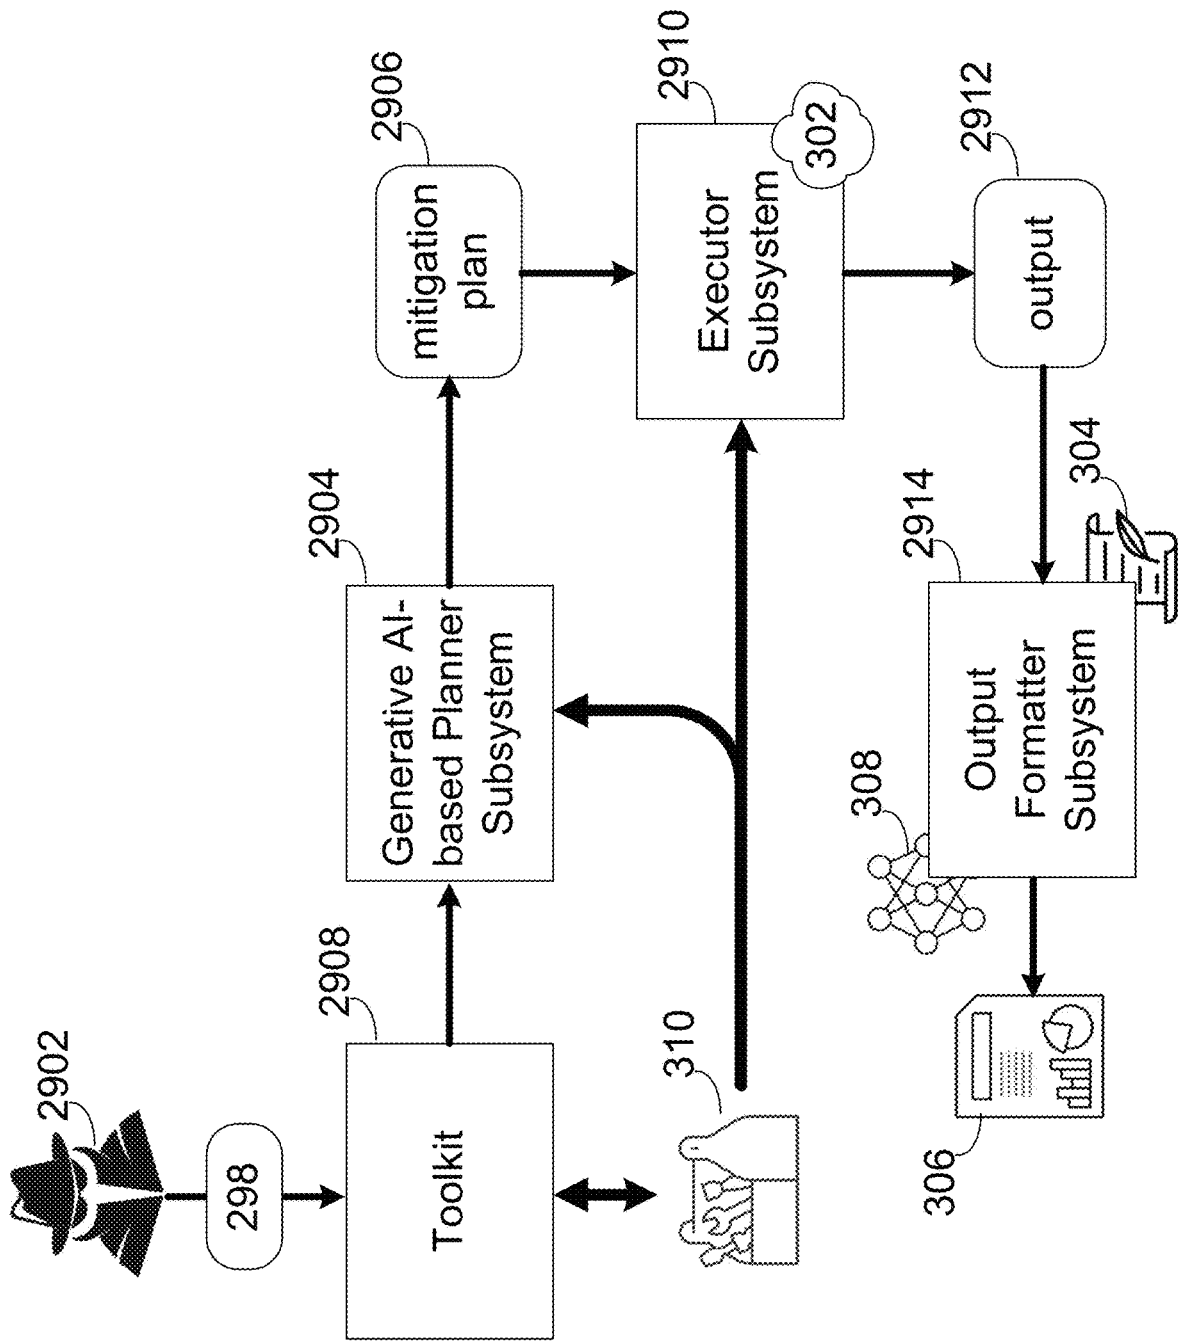 2902
298
2908
Toolkit
310
2904
Generative AI-
based Planner
Subsystem
2906
mitigation
plan
2910
Executor
Subsystem
302
2912
output
2914
Output
Formatter
Subsystem
304
308
306